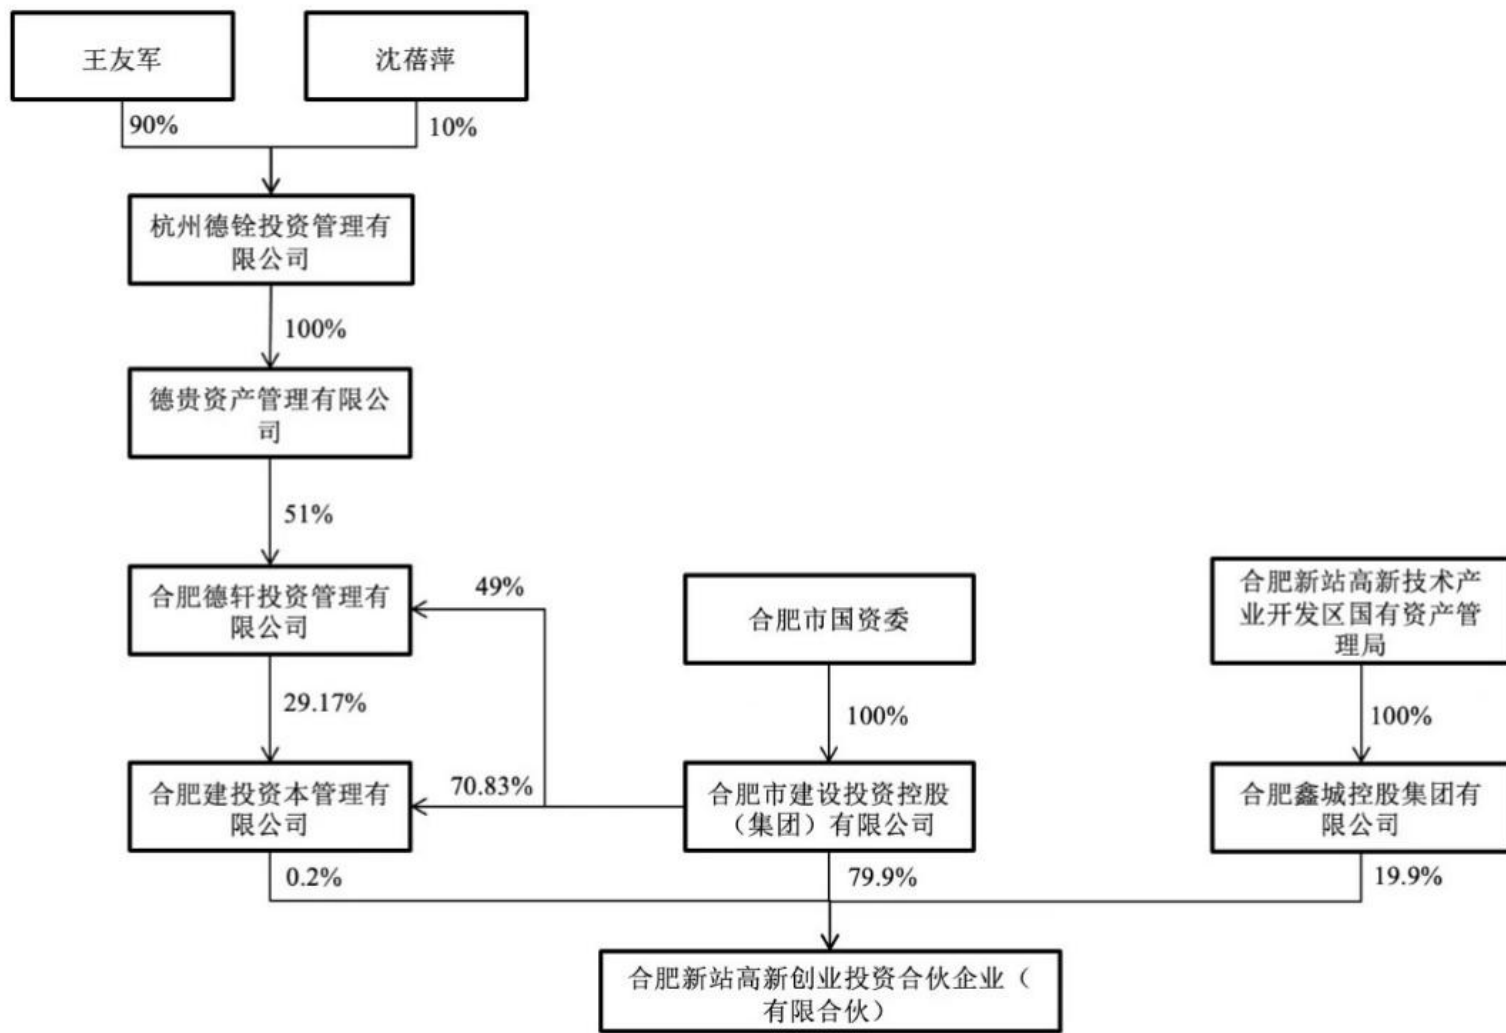 王友军
沈蓓萍
90%
10%
杭州德铨投资管理有
限公司
100%
德贵资产管理有限公
司
51%
合肥德轩投资管理有
限公司
49%
合肥市国资委
合肥新站高新技术产
业开发区国有资产管
理局
29.17%
100%
100%
合肥建投资本管理有
限公司
70.83%
合肥市建设投资控股
（集团）有限公司
合肥鑫城控股集团有
限公司
0.2%
79.9%
19.9%
合肥新站高新创业投资合伙企业（
有限合伙）